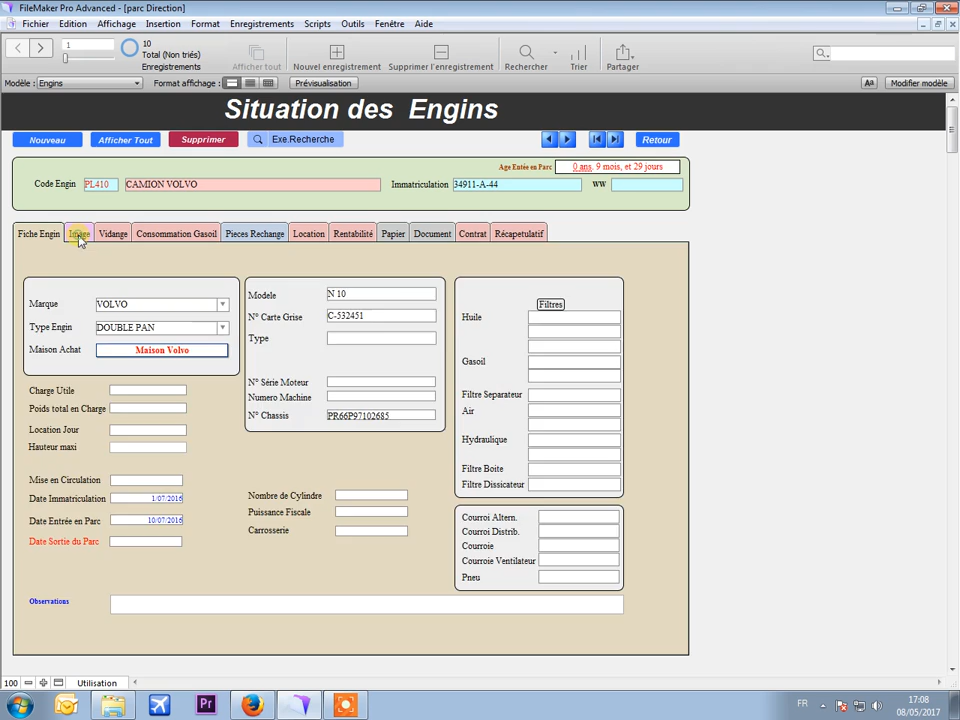 FileMaker Pro Advanced - [parc Direction]
Fichier Edition Affichage Insertion Format Enregistrements Scripts Outils Fenêtre Aide
1
10
Total (Non triés)
Enregistrements
Afficher tout Nouvel enregistrement Supprimer l'enregistrement Rechercher Trier Partager
Modèle : Engins Format affichage : Prévisualisation Aa Modifier modèle
Situation des Engins
Nouveau Afficher Tout Supprimer Exe.Recherche Retour
Age Entée en Parc 0 ans. 9 mois, et 29 jours
Code Engin PL410 CAMION VOLVO Immatriculation 34911-A-44 WW
Fiche Engin Image Vidange Consommation Gasoil Pieces Rechange Location Rentabilité Papier Document Contrat Récapetulatif
Marque VOLVO
Type Engin DOUBLE PAN
Maison Achat Maison Volvo
Charge Utile
Poids total en Charge
Location Jour
Hauteur maxi
Mise en Circulation
Date Immatriculation 1/07/2016
Date Entrée en Parc 10/07/2016
Date Sortie du Parc
Modele N 10
N° Carte Grise C-532451
Type
N° Série Moteur
Numero Machine
N° Chassis PR66P97102685
Nombre de Cylindre
Puissance Fiscale
Carrosserie
Filtres
Huile
Gasoil
Filtre Separateur
Air
Hydraulique
Filtre Boite
Filtre Dissicateur
Courroi Altern.
Courroi Distrib.
Courroie
Courroie Ventilateur
Pneu
Observations
100 Utilisation
Pr FR 17:08
08/05/2017